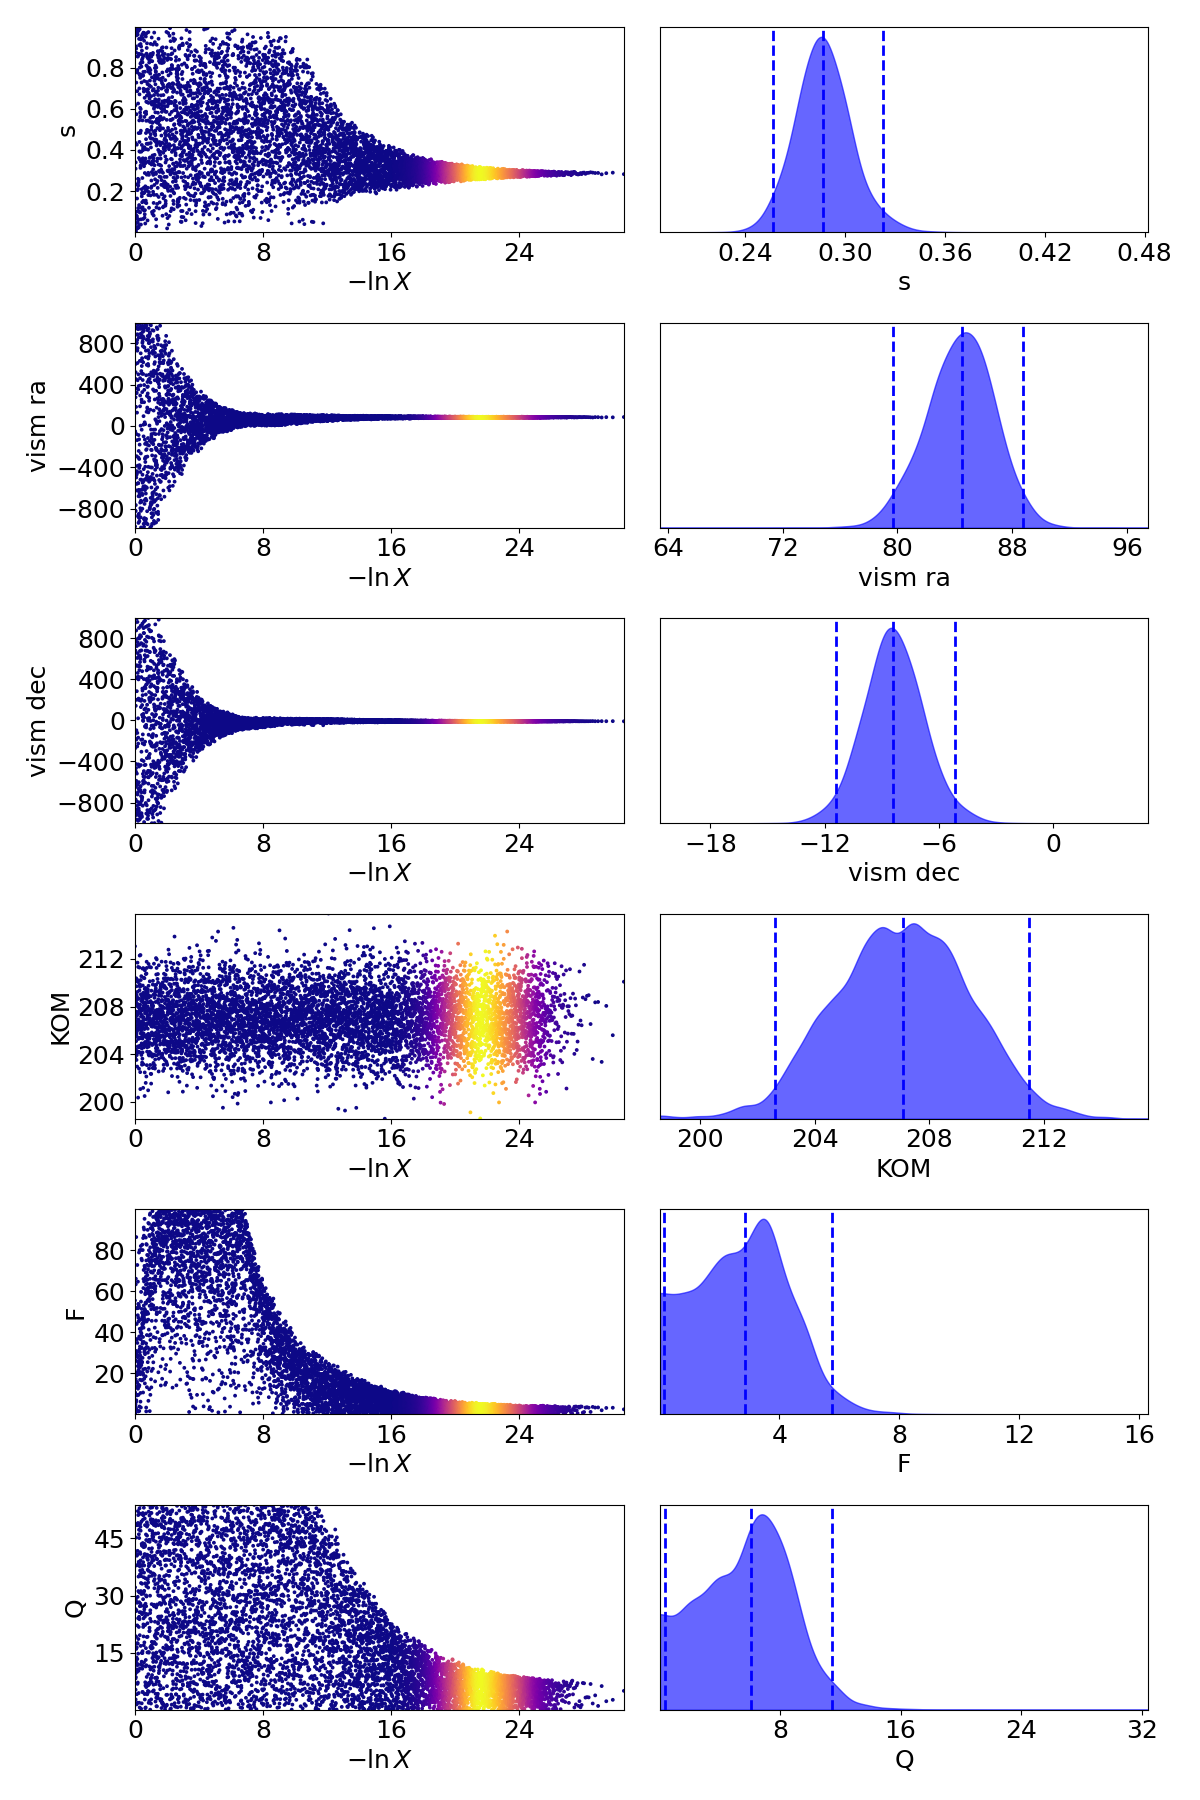 0.8
0.6
0.4
0.2
s
0 8 16 24
−ln X
0.24 0.30 0.36 0.42 0.48
s
800
400
0
−400
−800
vism ra
0 8 16 24
−ln X
64 72 80 88 96
vism ra
800
400
0
−400
−800
vism dec
0 8 16 24
−ln X
−18 −12 −6 0
vism dec
212
208
204
200
KOM
0 8 16 24
−ln X
200 204 208 212
KOM
80
60
40
20
F
0 8 16 24
−ln X
4 8 12 16
F
45
30
15
Q
0 8 16 24
−ln X
8 16 24 32
Q